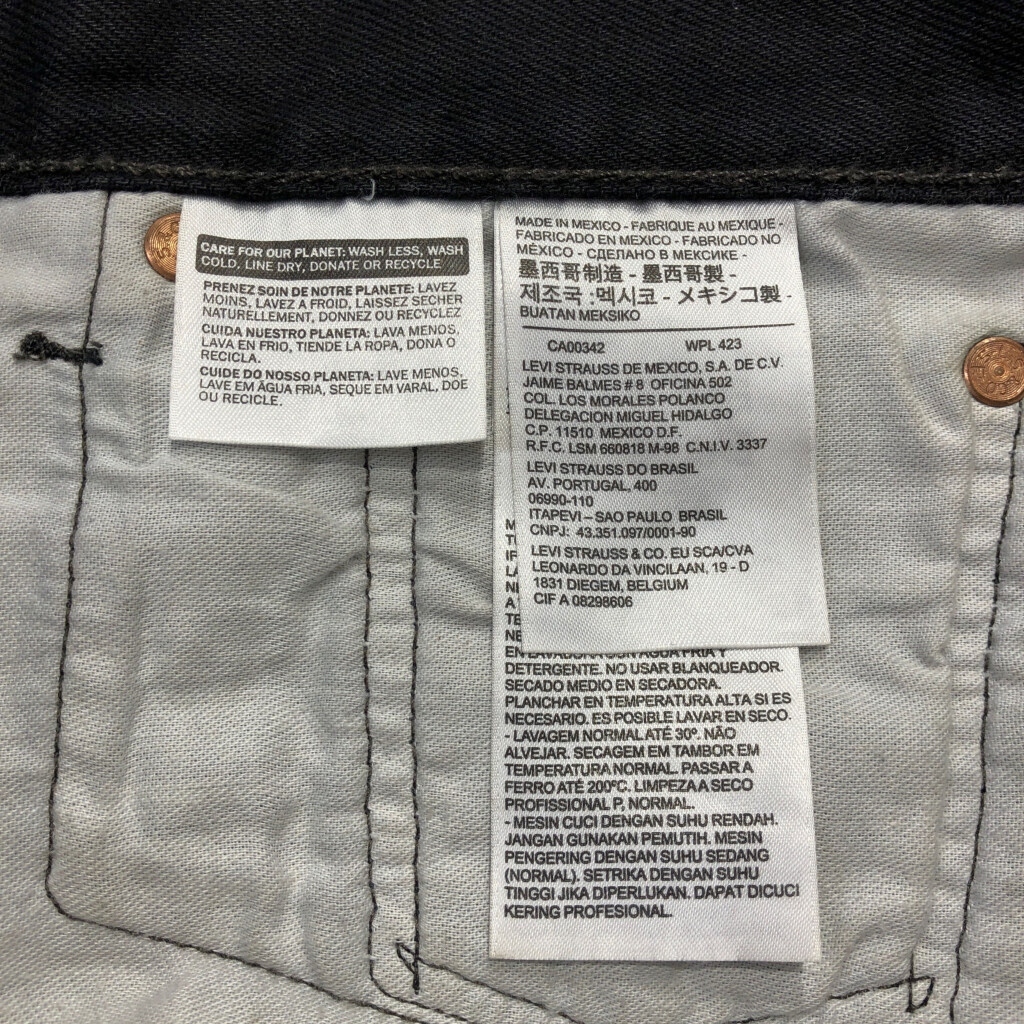 CARE FOR OUR PLANET: WASH LESS, WASH
COLD, LINE DRY, DONATE OR RECYCLE
PRENEZ SOIN DE NOTRE PLANETE: LAVEZ
MOINS, LAVEZ A FROID, LAISSEZ SECHER
NATURELLEMENT, DONNEZ OU RECYCLEZ
CUIDA NUESTRO PLANETA: LAVA MENOS,
LAVA EN FRIO, TIENDE LA ROPA, DONA O
RECICLA.
CUIDE DO NOSSO PLANETA: LAVE MENOS,
LAVE EM ÁGUA FRIA, SEQUE EM VARAL, DOE
OU RECICLE.
MADE IN MEXICO - FABRIQUE AU MEXIQUE -
FABRICADO EN MEXICO - FABRICADO NO
MÉXICO - СДЕЛАНО В МЕКСИКЕ -
墨西哥制造 - 墨西哥製 -
제조국 :멕시코 - メキシコ製 -
BUATAN MEKSIKO
CA00342 WPL 423
LEVI STRAUSS DE MEXICO, S.A. DE C.V.
JAIME BALMES # 8 OFICINA 502
COL. LOS MORALES POLANCO
DELEGACION MIGUEL HIDALGO
C.P. 11510 MEXICO D.F.
R.F.C. LSM 660818 M-98 C.N.I.V. 3337
LEVI STRAUSS DO BRASIL
AV. PORTUGAL, 400
06990-110
ITAPEVI – SAO PAULO BRASIL
CNPJ: 43.351.097/0001-90
LEVI STRAUSS & CO. EU SCA/CVA
LEONARDO DA VINCILAAN, 19 - D
1831 DIEGEM, BELGIUM
CIF A 08298606
EN LAVADORA CON AGUA FRIA Y
DETERGENTE. NO USAR BLANQUEADOR.
SECADO MEDIO EN SECADORA.
PLANCHAR EN TEMPERATURA ALTA SI ES
NECESARIO. ES POSIBLE LAVAR EN SECO.
- LAVAGEM NORMAL ATÉ 30º. NÃO
ALVEJAR. SECAGEM EM TAMBOR EM
TEMPERATURA NORMAL. PASSAR A
FERRO ATÉ 200ºC. LIMPEZA A SECO
PROFISSIONAL P, NORMAL.
- MESIN CUCI DENGAN SUHU RENDAH.
JANGAN GUNAKAN PEMUTIH. MESIN
PENGERING DENGAN SUHU SEDANG
(NORMAL). SETRIKA DENGAN SUHU
TINGGI JIKA DIPERLUKAN. DAPAT DICUCI
KERING PROFESIONAL.